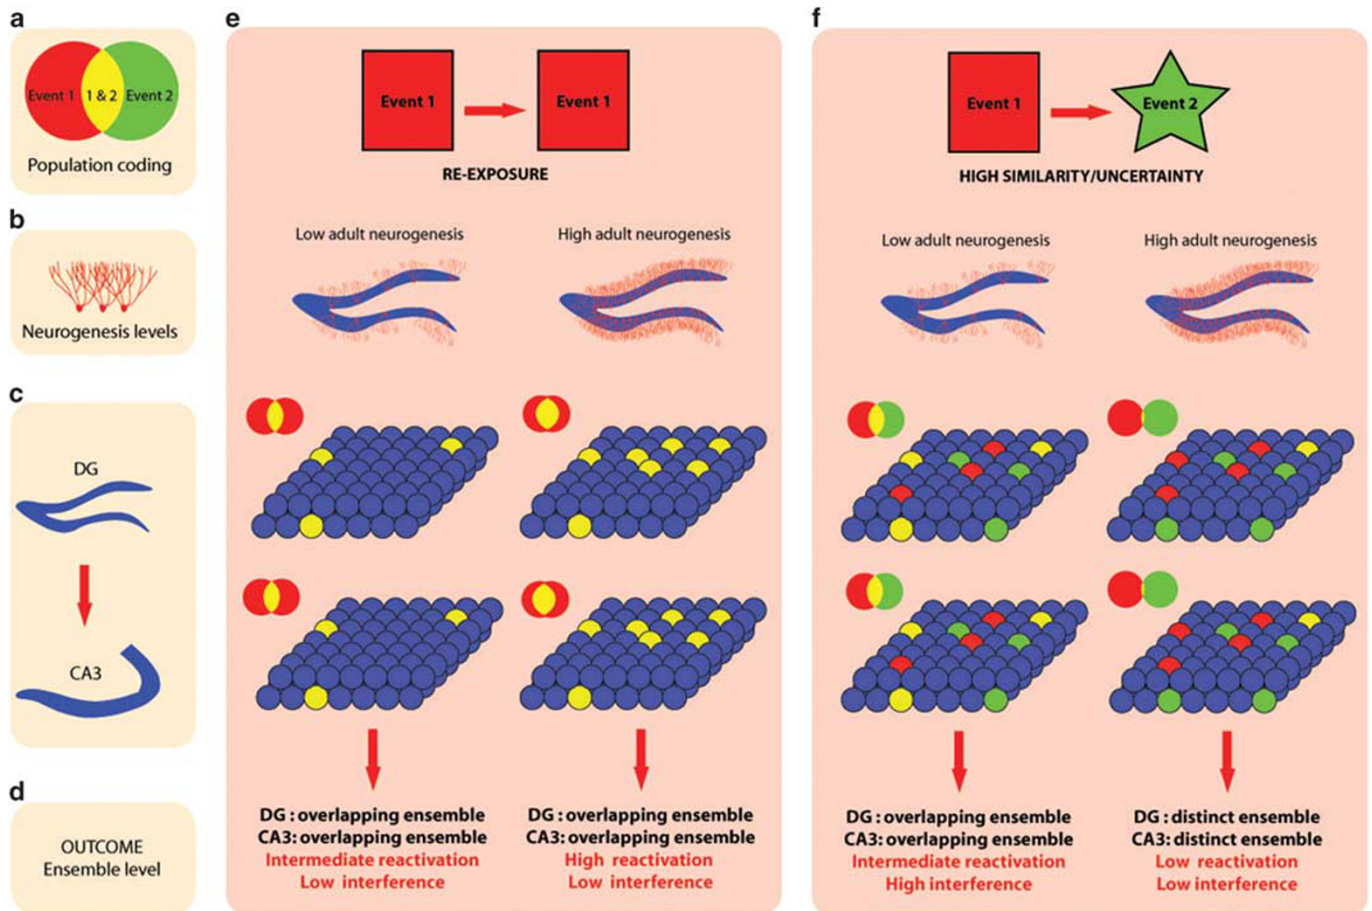 a
Event 1
1 & 2
Event 2
Population coding
b
Neurogenesis levels
c
DG
CA3
d
OUTCOME
Ensemble level
e
Event 1
Event 1
RE-EXPOSURE
Low adult neurogenesis
High adult neurogenesis
DG : overlapping ensemble
CA3: overlapping ensemble
Intermediate reactivation
Low interference
DG : overlapping ensemble
CA3: overlapping ensemble
High reactivation
Low interference
f
Event 1
Event 2
HIGH SIMILARITY/UNCERTAINTY
Low adult neurogenesis
High adult neurogenesis
DG : overlapping ensemble
CA3: overlapping ensemble
Intermediate reactivation
High interference
DG : distinct ensemble
CA3: distinct ensemble
Low reactivation
Low interference